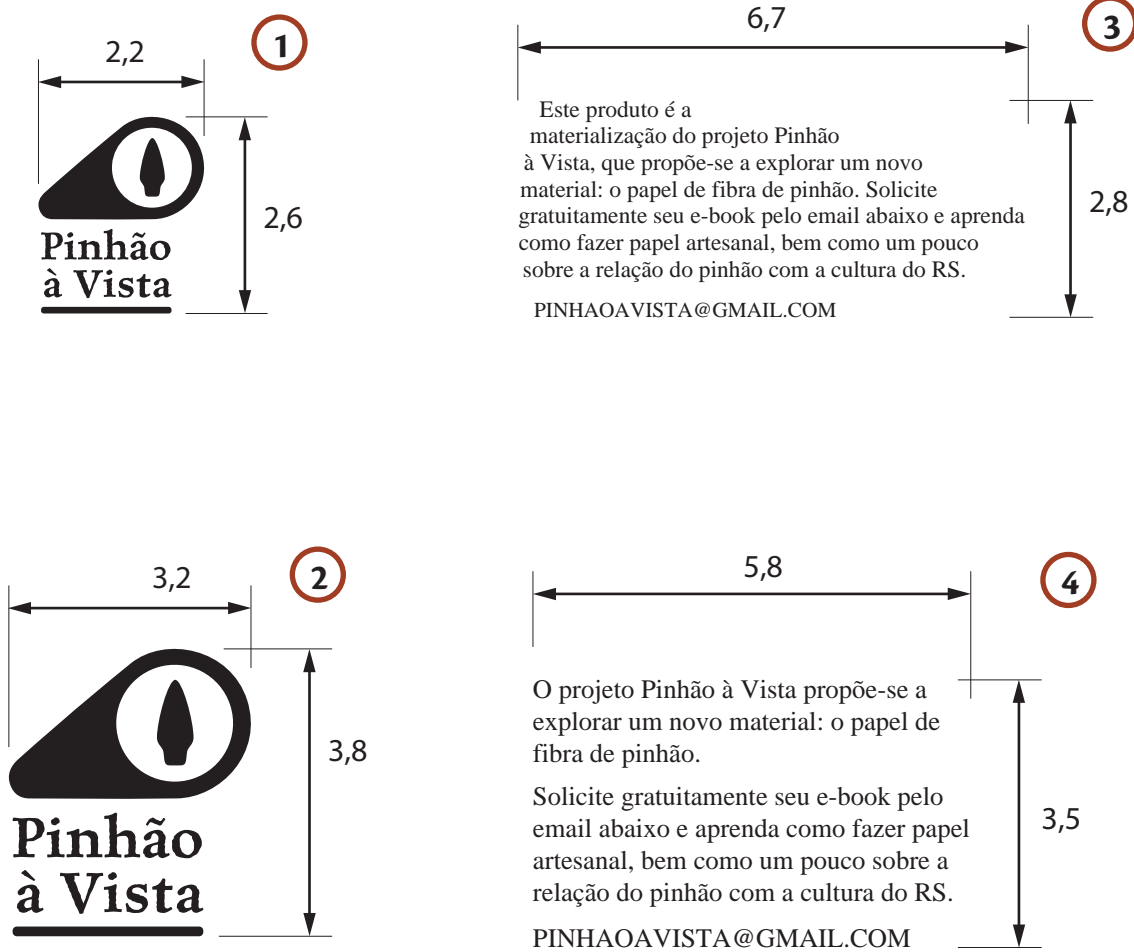 1
2,2
2,6
Pinhão
à Vista
3
6,7
2,8
Este produto é a
materialização do projeto Pinhão
à Vista, que propõe-se a explorar um novo
material: o papel de fibra de pinhão. Solicite
gratuitamente seu e-book pelo email abaixo e aprenda
como fazer papel artesanal, bem como um pouco
sobre a relação do pinhão com a cultura do RS.
PINHAOAVISTA@GMAIL.COM
2
3,2
3,8
Pinhão
à Vista
4
5,8
3,5
O projeto Pinhão à Vista propõe-se a
explorar um novo material: o papel de
fibra de pinhão.
Solicite gratuitamente seu e-book pelo
email abaixo e aprenda como fazer papel
artesanal, bem como um pouco sobre a
relação do pinhão com a cultura do RS.
PINHAOAVISTA@GMAIL.COM